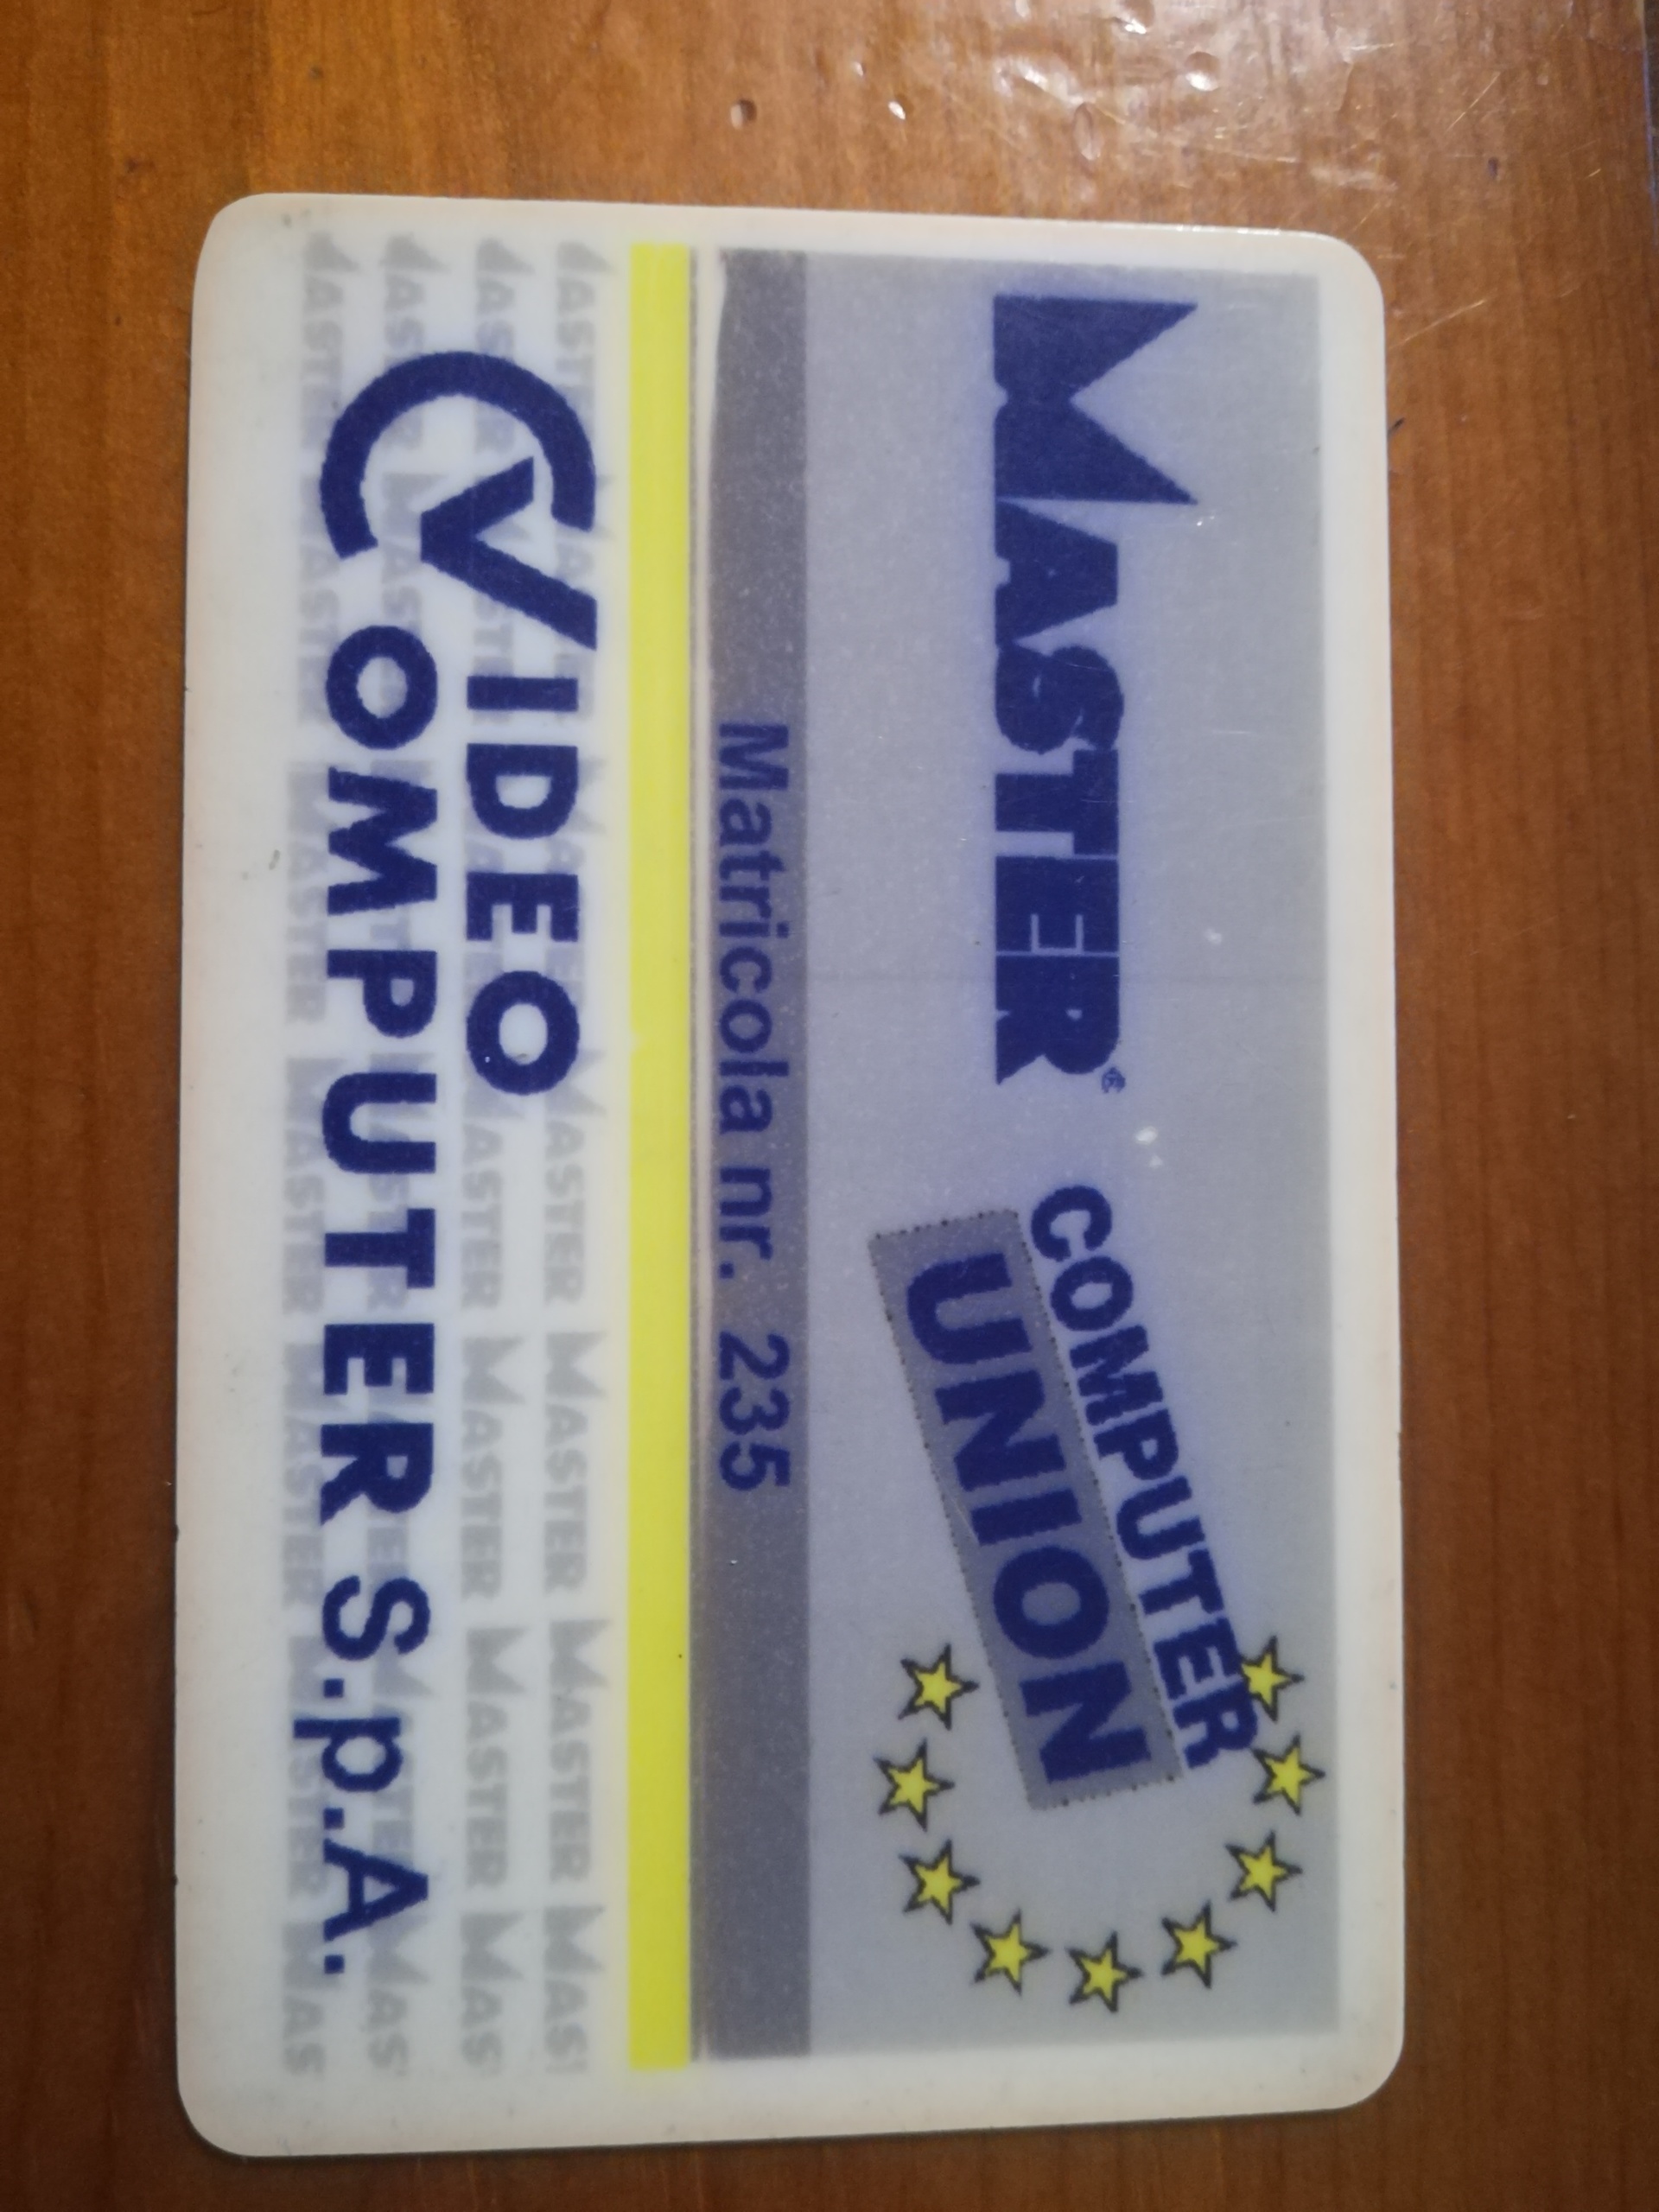 MASTER®
COMPUTER
UNION
Matricola nr. 235
VIDEO
COMPUTER S.p.A.